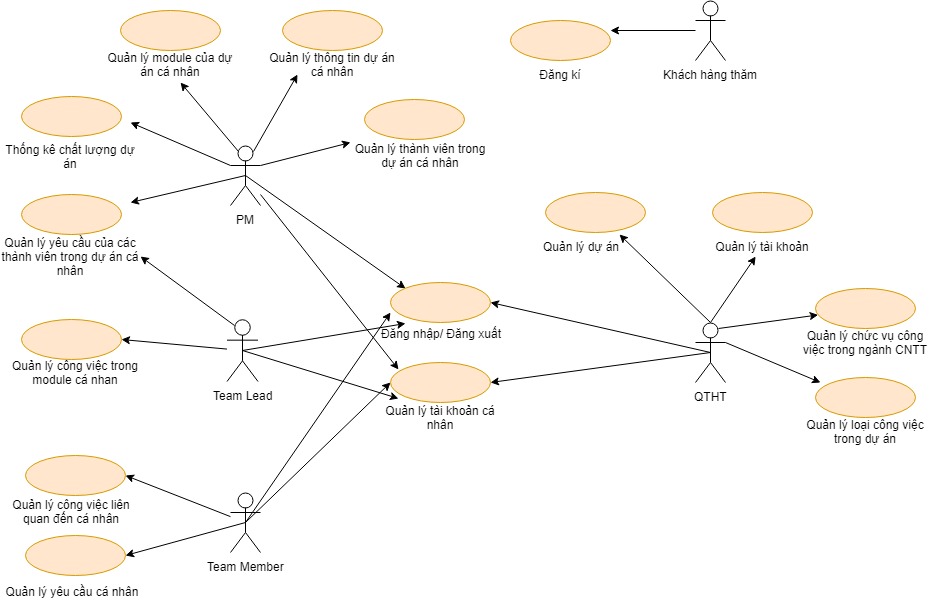 Quản lý module của dự
án cá nhân
Quản lý thông tin dự án
cá nhân
Đăng kí
Khách hàng thăm
Thống kê chất lượng dự
án
Quản lý thành viên trong
dự án cá nhân
PM
Quản lý yêu cầu của các
thành viên trong dự án cá
nhân
Quản lý dự án
Quản lý tài khoản
Đăng nhập/ Đăng xuất
Quản lý chức vụ công
việc trong ngành CNTT
Quản lý công việc trong
module cá nhan
Team Lead
Quản lý tài khoản cá
nhân
QTHT
Quản lý loại công việc
trong dự án
Quản lý công việc liên
quan đến cá nhân
Team Member
Quản lý yêu cầu cá nhân